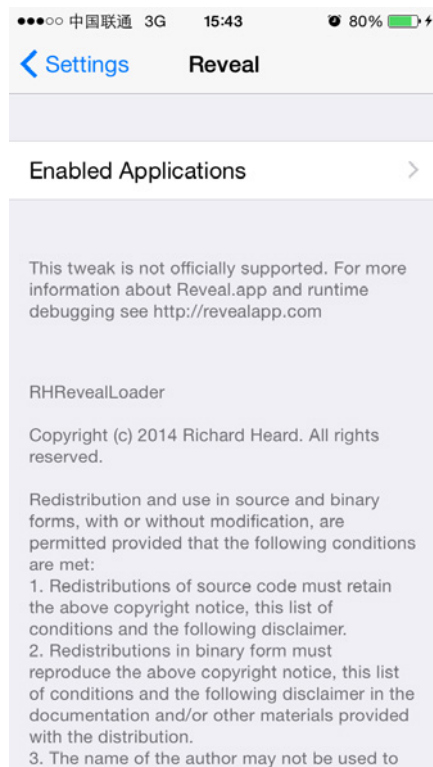 中国联通 3G 15:43 80%
Settings Reveal
Enabled Applications
This tweak is not officially supported. For more
information about Reveal.app and runtime
debugging see http://revealapp.com
RHRevealLoader
Copyright (c) 2014 Richard Heard. All rights
reserved.
Redistribution and use in source and binary
forms, with or without modification, are
permitted provided that the following conditions
are met:
1. Redistributions of source code must retain
the above copyright notice, this list of
conditions and the following disclaimer.
2. Redistributions in binary form must
reproduce the above copyright notice, this list
of conditions and the following disclaimer in the
documentation and/or other materials provided
with the distribution.
3. The name of the author may not be used to